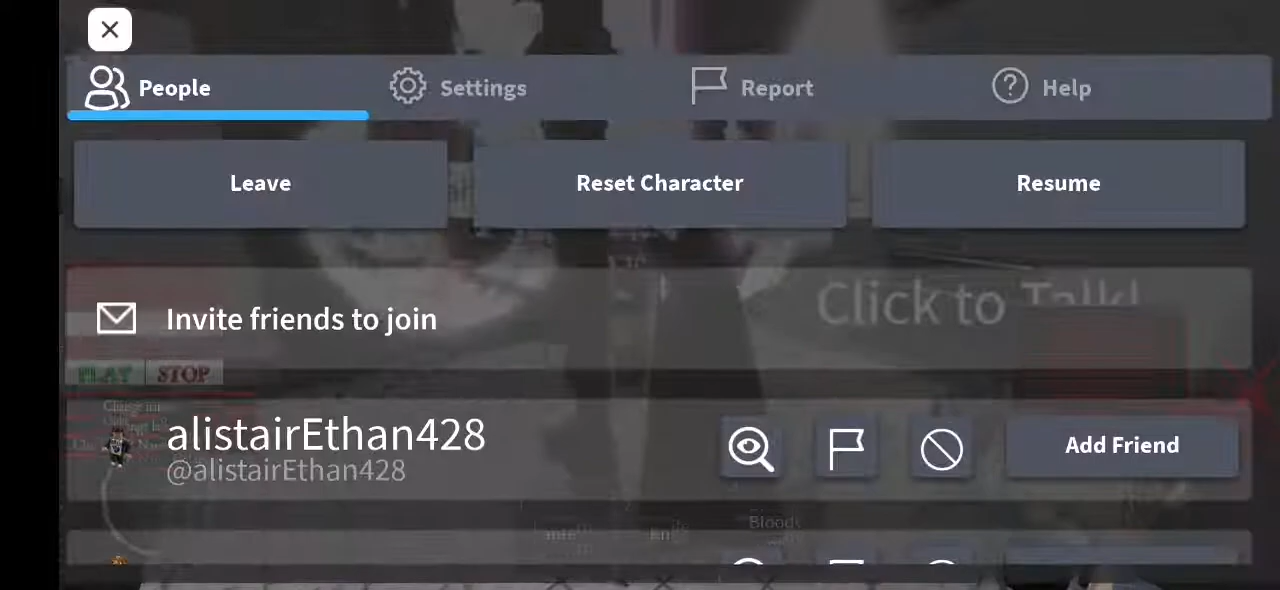 People
Settings
Report
Help
Leave
Reset Character
Resume
Invite friends to join
Click to Talk!
PLAY
STOP
alistairEthan428
@alistairEthan428
Add Friend